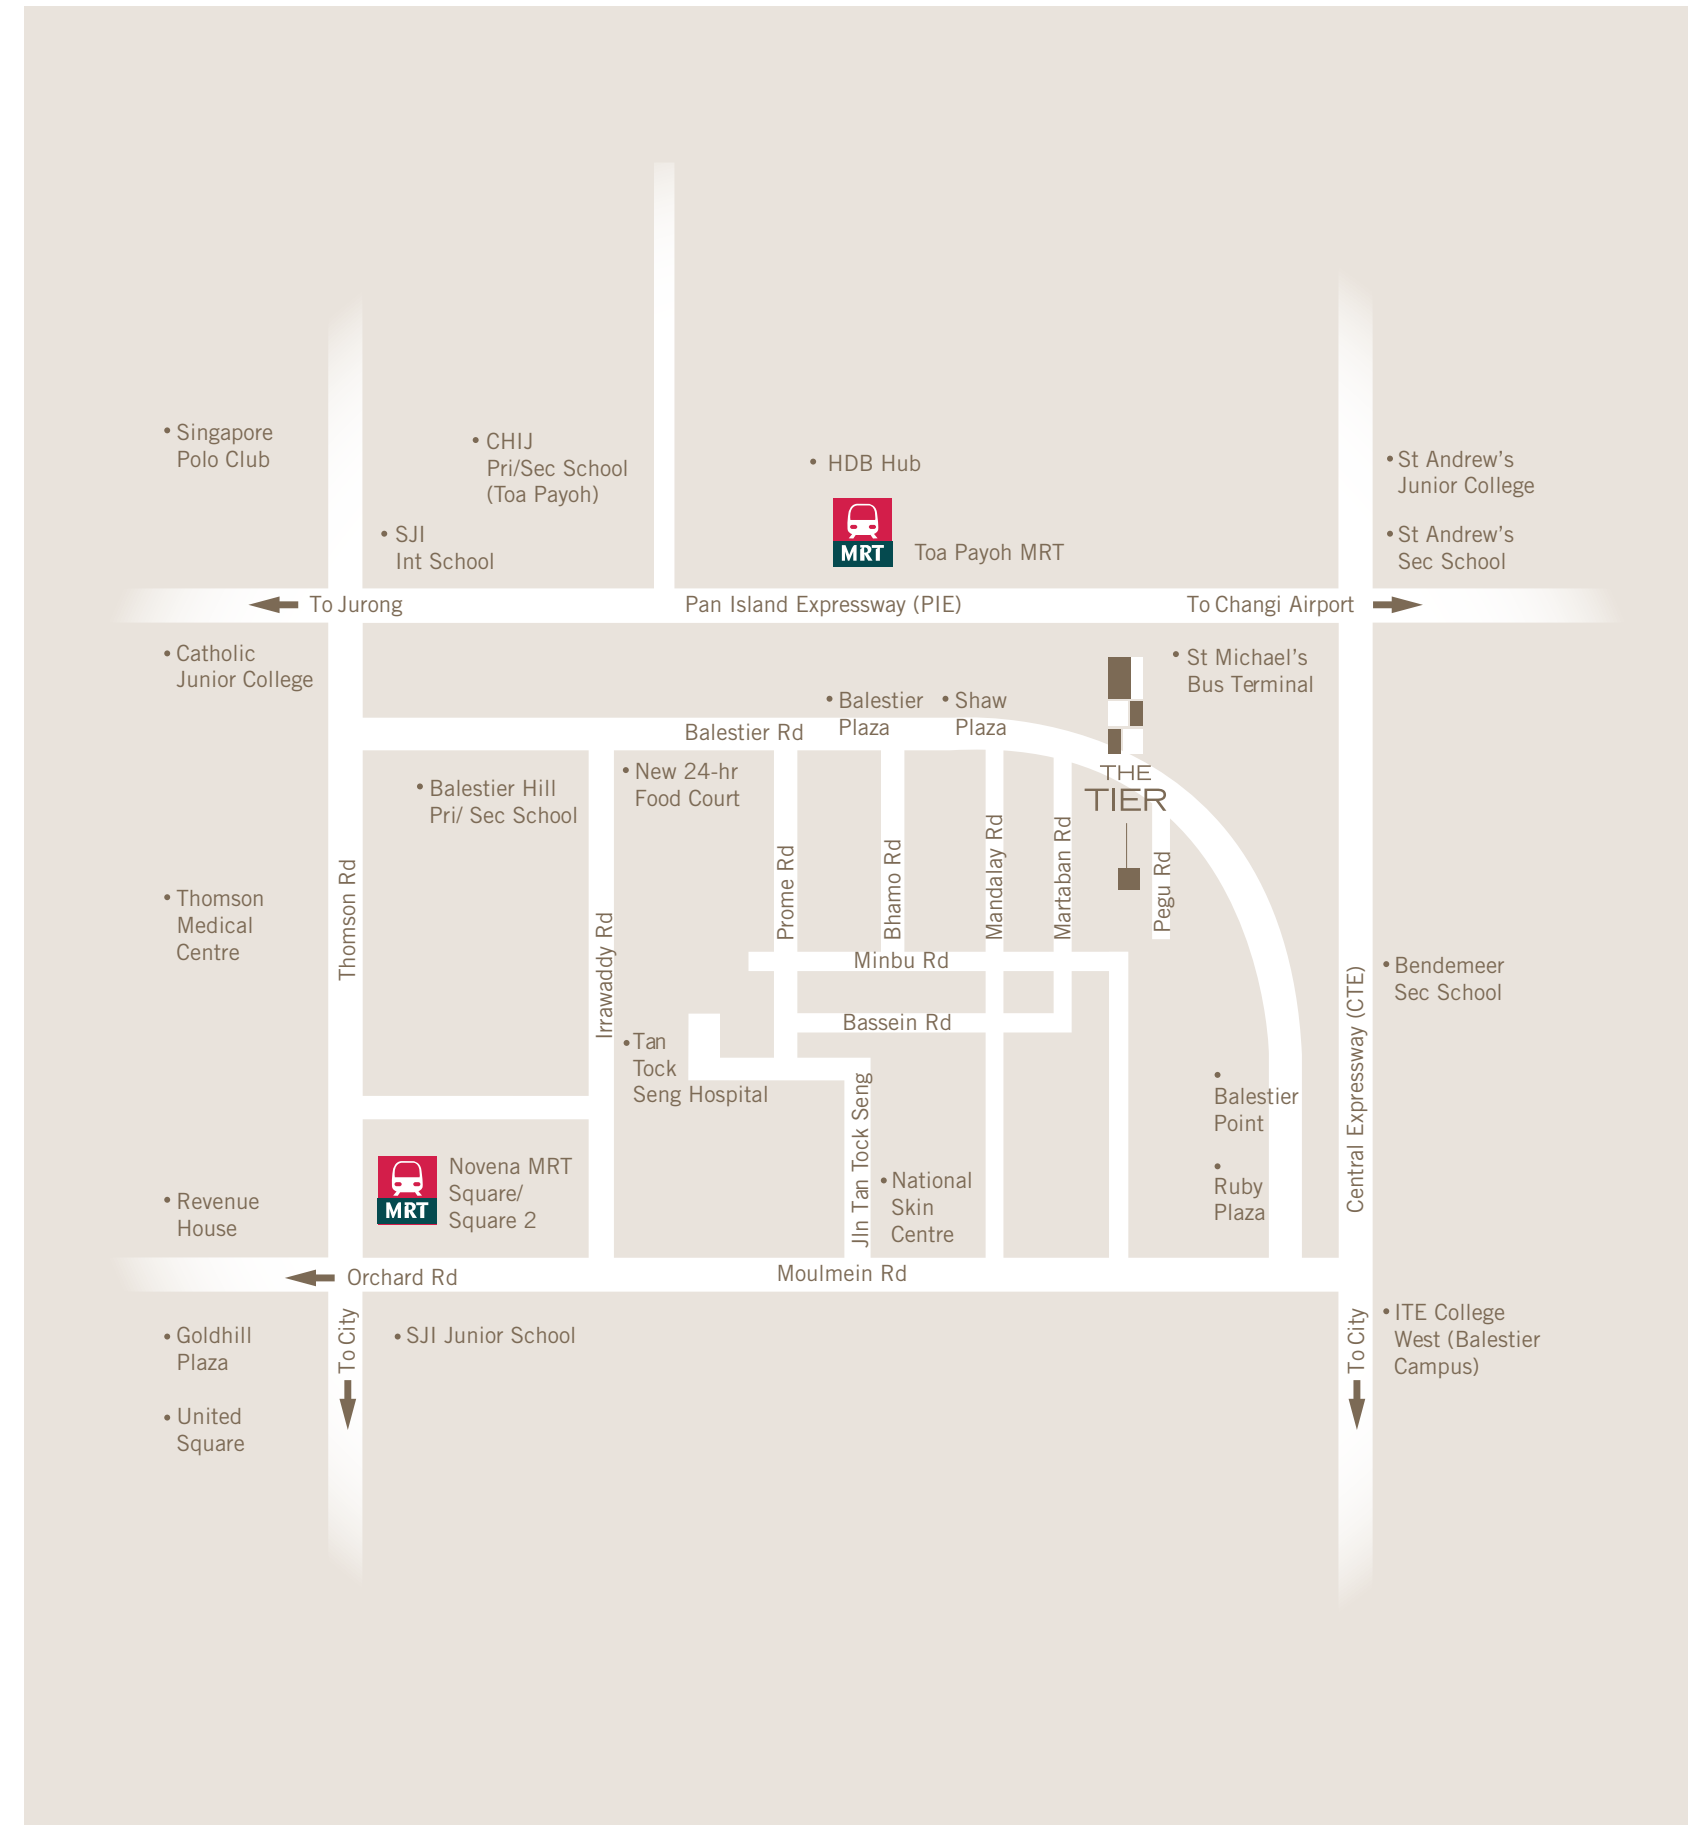 • Singapore
Polo Club
• CHIJ
Pri/Sec School
(Toa Payoh)
• HDB Hub
• St Andrew's
Junior College
• SJI
Int School
MRT
Toa Payoh MRT
• St Andrew's
Sec School
To Jurong
Pan Island Expressway (PIE)
To Changi Airport
• Catholic
Junior College
• St Michael's
Bus Terminal
• Balestier
Plaza
• Shaw
Plaza
Balestier Rd
• New 24-hr
Food Court
THE
TIER
• Balestier Hill
Pri/ Sec School
Thomson Rd
Irrawaddy Rd
Prome Rd
Bhamo Rd
Mandalay Rd
Martaban Rd
Pegu Rd
• Thomson
Medical
Centre
Minbu Rd
• Bendemeer
Sec School
Bassein Rd
Central Expressway (CTE)
• Tan
Tock
Seng Hospital
Jln Tan Tock Seng
•
Balestier
Point
MRT
Novena MRT
Square/
Square 2
• Revenue
House
• National
Skin
Centre
•
Ruby
Plaza
Orchard Rd
Moulmein Rd
• Goldhill
Plaza
To City
• SJI Junior School
To City
• ITE College
West (Balestier
Campus)
• United
Square